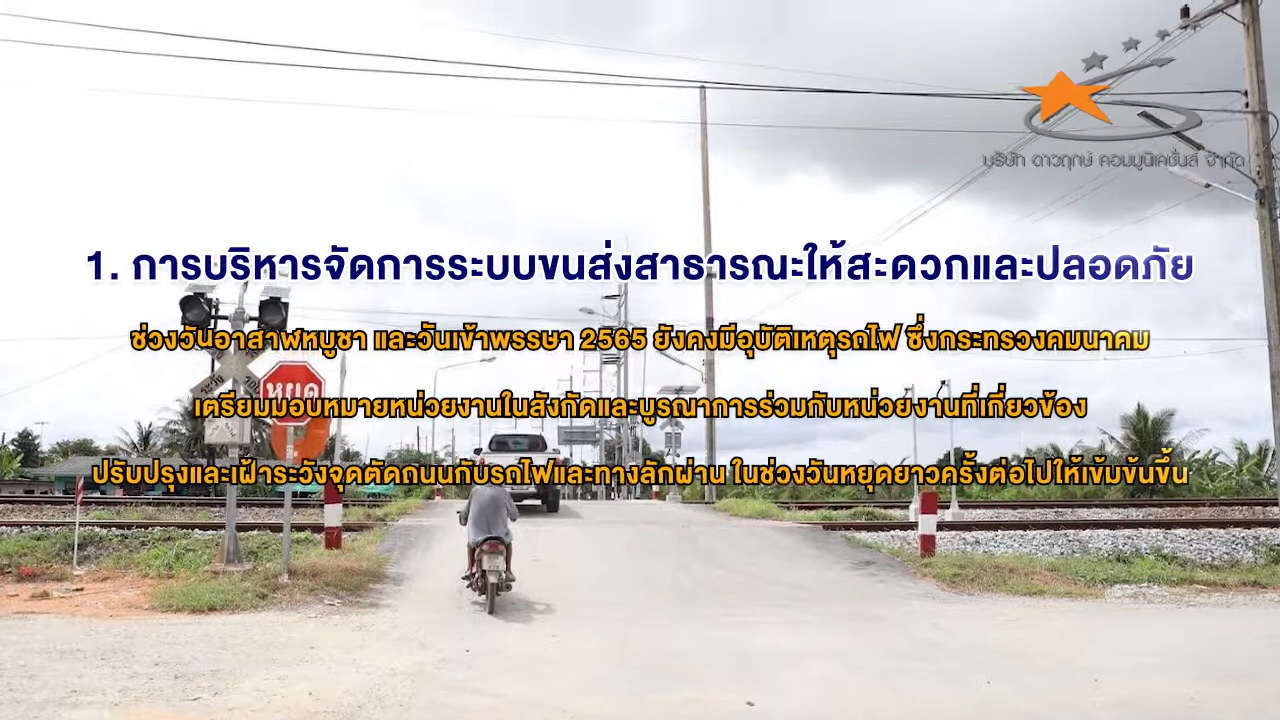 บริษัท ดาวฤกษ์ คอมมูนิเคชั่นส์ จำกัด
1. การบริหารจัดการระบบขนส่งสาธารณะให้สะดวกและปลอดภัย
ช่วงวันอาสาฬหบูชา และวันเข้าพรรษา 2565 ยังคงมีอุบัติเหตุรถไฟ ซึ่งกระทรวงคมนาคม
หยุด
เตรียมมอบหมายหน่วยงานในสังกัดและบูรณาการร่วมกับหน่วยงานที่เกี่ยวข้อง
ปรับปรุงและเฝ้าระวังจุดตัดถนนกับรถไฟและทางลักผ่าน ในช่วงวันหยุดยาวครั้งต่อไปให้เข้มข้นขึ้น